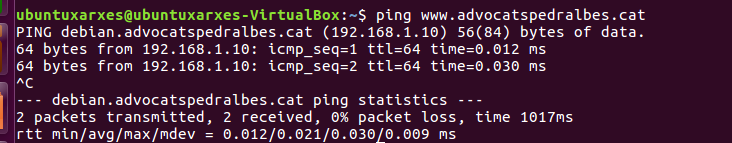 ubuntuxarxes@ubuntuxarxes-VirtualBox:~$ ping www.advocatspedralbes.cat
PING debian.advocatspedralbes.cat (192.168.1.10) 56(84) bytes of data.
64 bytes from 192.168.1.10: icmp_seq=1 ttl=64 time=0.012 ms
64 bytes from 192.168.1.10: icmp_seq=2 ttl=64 time=0.030 ms
^C
--- debian.advocatspedralbes.cat ping statistics ---
2 packets transmitted, 2 received, 0% packet loss, time 1017ms
rtt min/avg/max/mdev = 0.012/0.021/0.030/0.009 ms